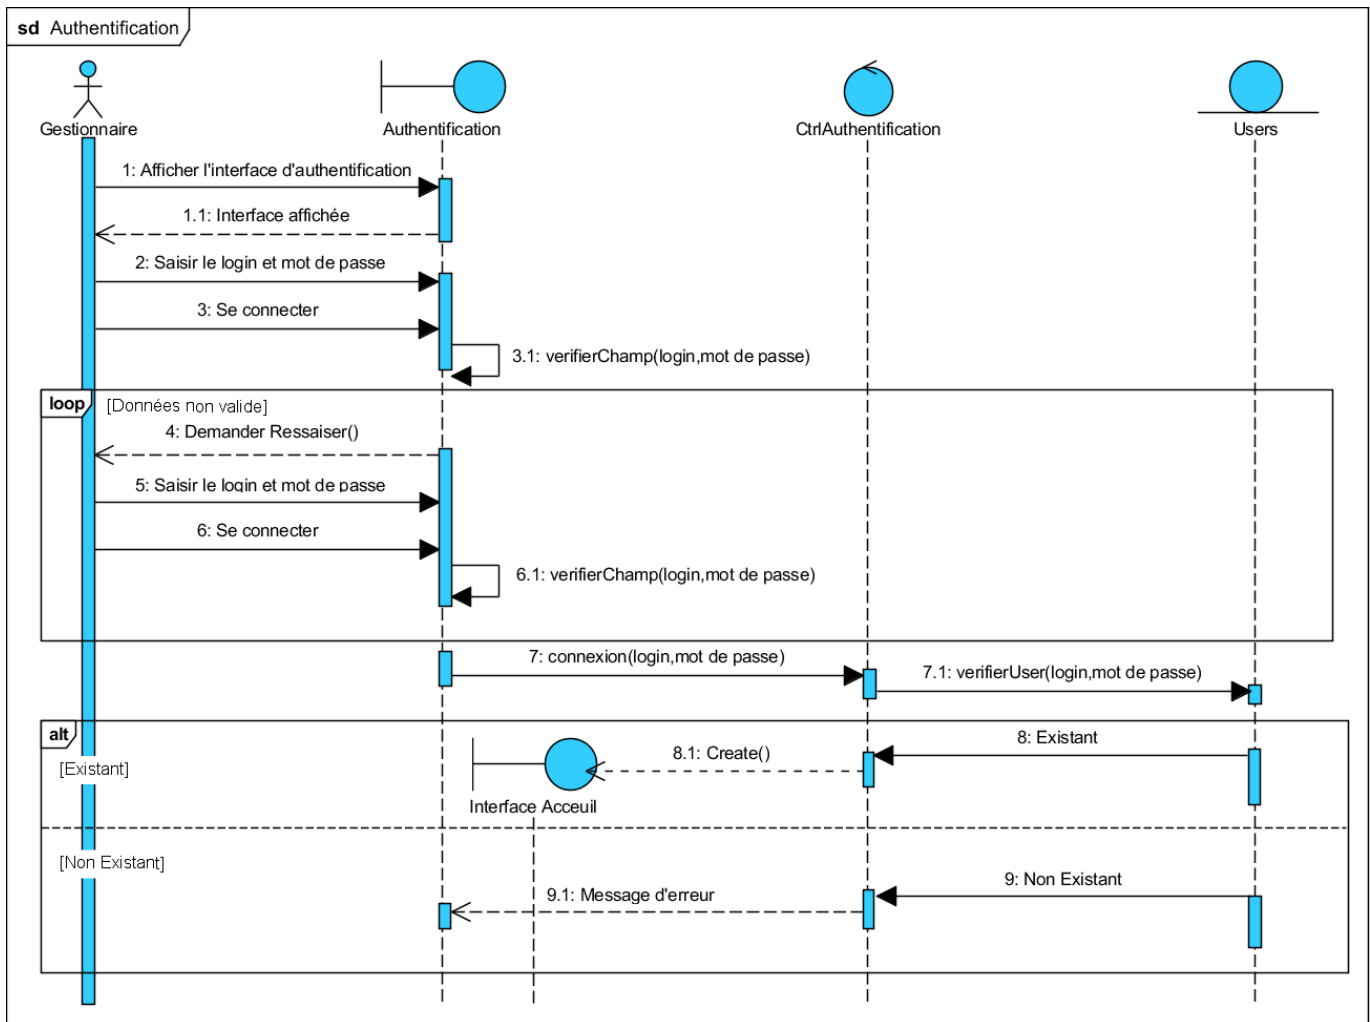 sd Authentification
Gestionnaire
Authentification
CtrlAuthentification
Users
1: Afficher l'interface d'authentification
1.1: Interface affichée
2: Saisir le login et mot de passe
3: Se connecter
3.1: verifierChamp(login,mot de passe)
loop
[Données non valide]
4: Demander Ressaiser()
5: Saisir le login et mot de passe
6: Se connecter
6.1: verifierChamp(login,mot de passe)
7: connexion(login,mot de passe)
7.1: verifierUser(login,mot de passe)
alt
[Existant]
8: Existant
8.1: Create()
Interface Acceuil
[Non Existant]
9: Non Existant
9.1: Message d'erreur